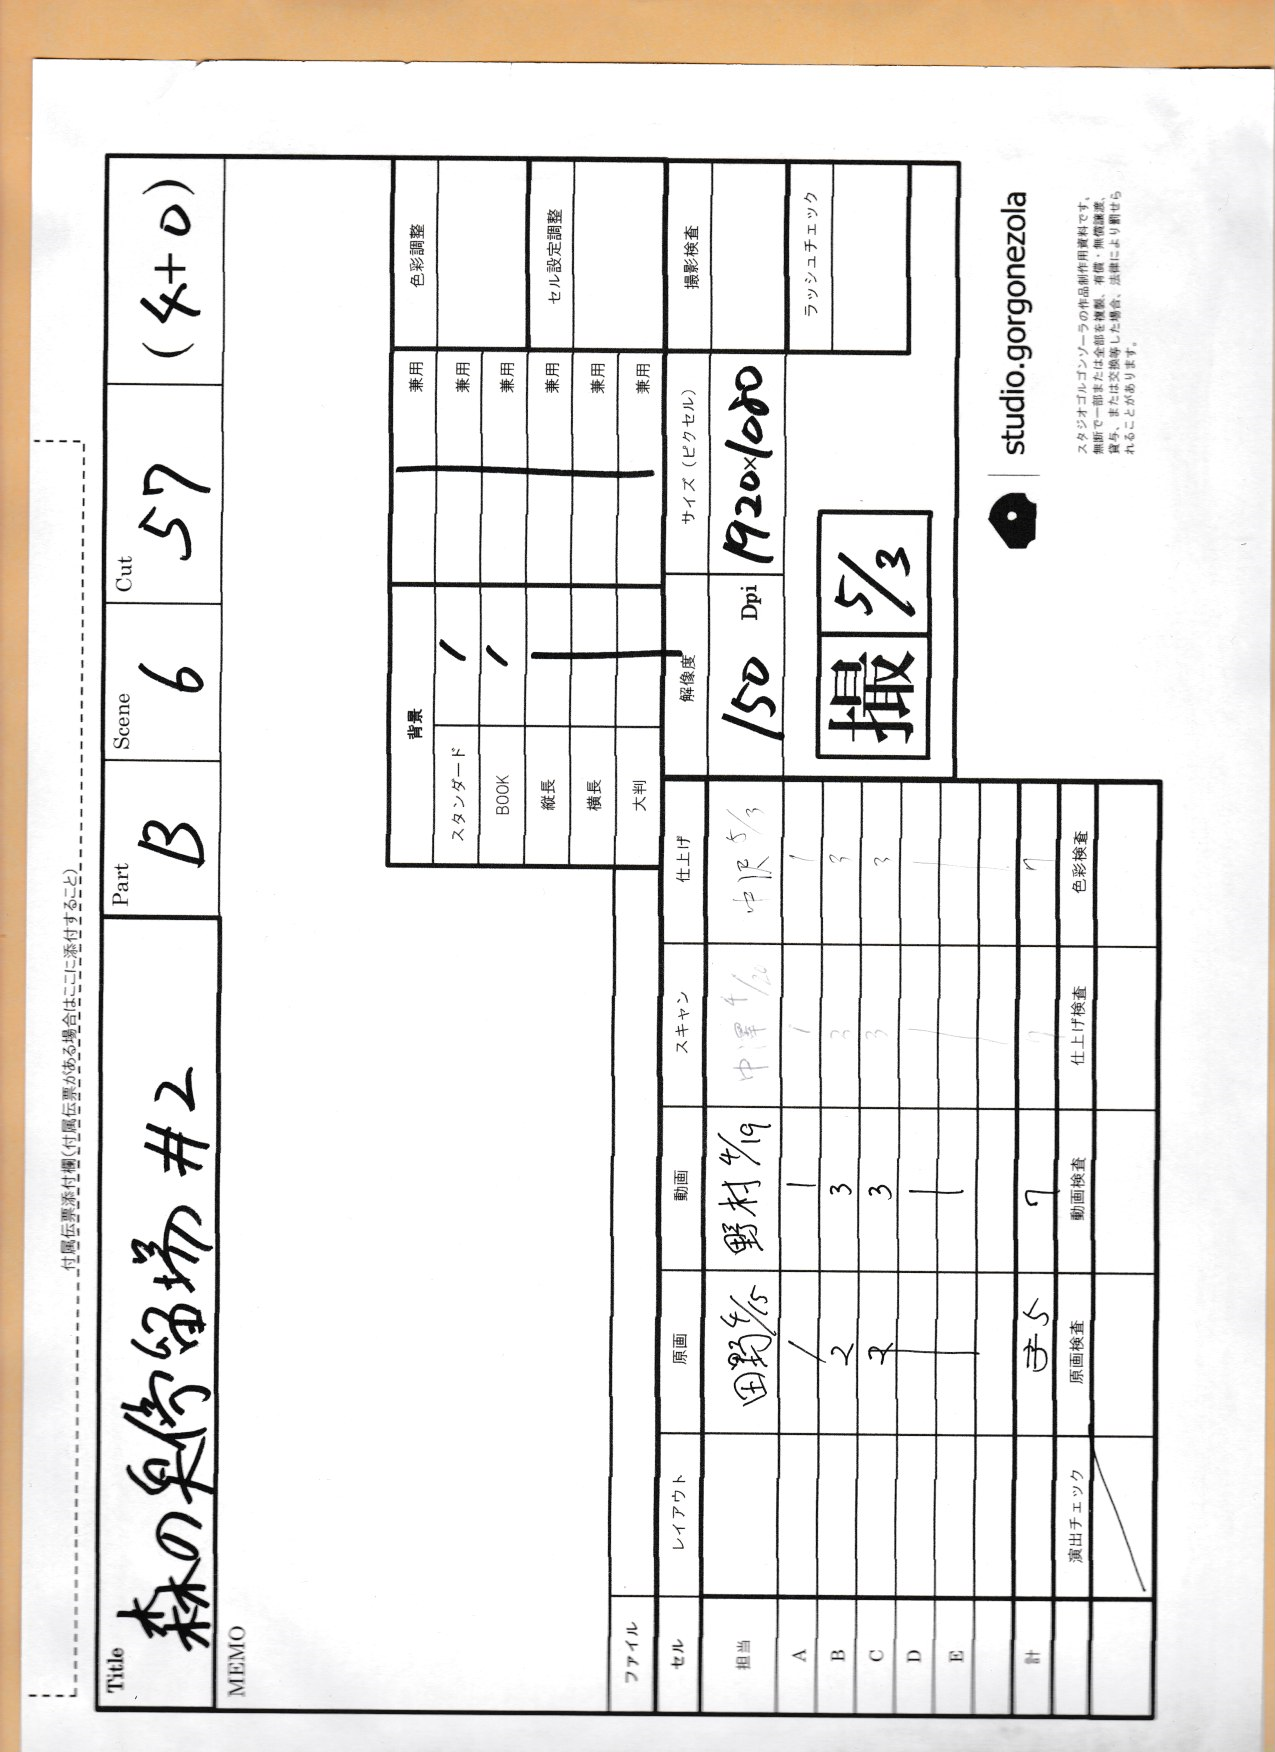 付属伝票添付欄(付属伝票がある場合はここに添付すること)
Title
森の泉停留場 #2
Part
B
Scene
6
Cut
57
(4+0)
MEMO
背景
兼用
色彩調整
スタンダード
1
兼用
BOOK
1
兼用
縦長
兼用
セル設定調整
横長
兼用
大判
兼用
ファイル
セル
レイアウト
原画
動画
スキャン
仕上げ
解像度
サイズ(ピクセル)
撮影検査
担当
田野 4/15
野村 4/19
中澤 4/20
中沢 5/3
150 Dpi
1920×1080
A / 1 1 1
B 2 3 3 3
C 2 3 3 3
D
E
計 5 7 7 7
撮 5/3
ラッシュチェック
演出チェック
原画検査
動画検査
仕上げ検査
色彩検査
studio.gorgonezola
スタジオゴルゴンゾーラの作品制作用資料です。
無断で一部または全部を複製、有償・無償譲渡、
貸与、または交換等した場合、法律により罰せら
れることがあります。